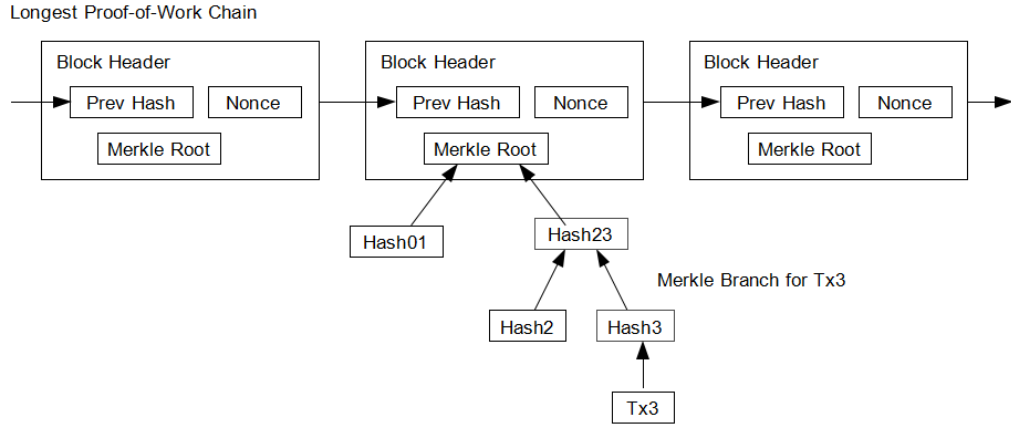 Longest Proof-of-Work Chain
Block Header
Prev Hash
Nonce
Merkle Root
Block Header
Prev Hash
Nonce
Merkle Root
Block Header
Prev Hash
Nonce
Merkle Root
Hash01
Hash23
Merkle Branch for Tx3
Hash2
Hash3
Tx3